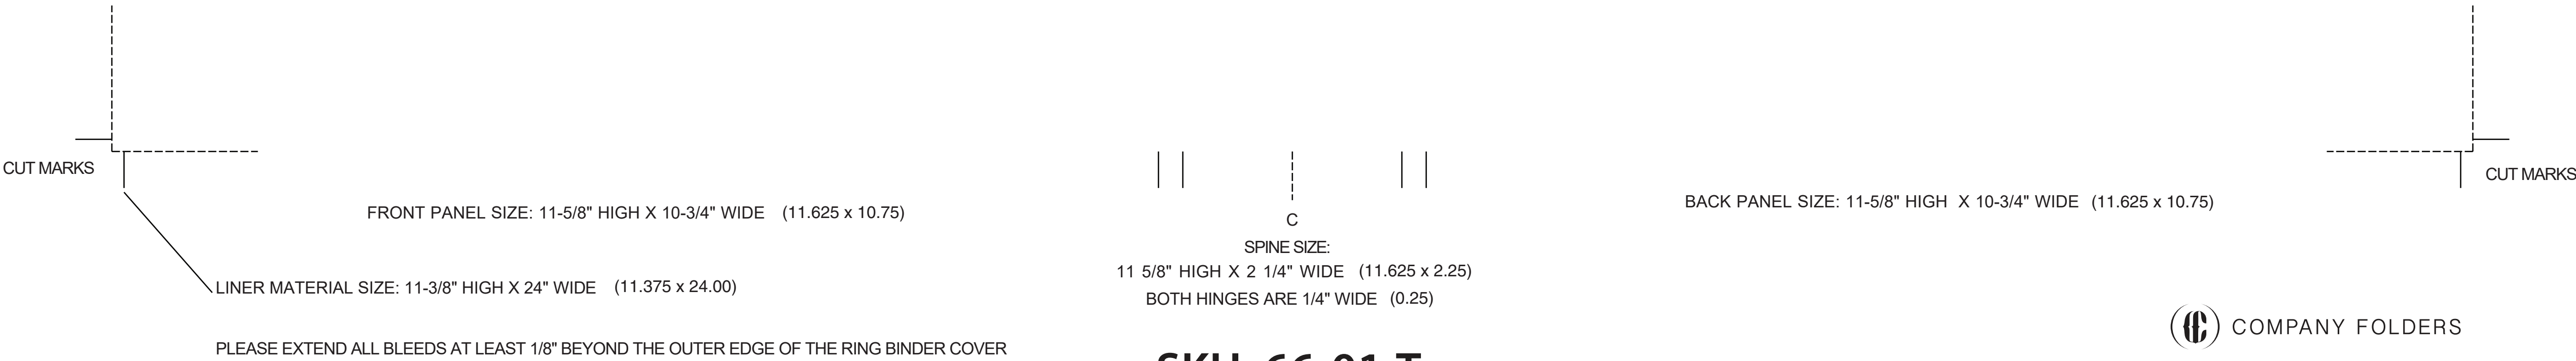 CUT MARKS
CUT MARKS
FRONT PANEL SIZE: 11-5/8" HIGH X 10-3/4" WIDE (11.625 x 10.75)
BACK PANEL SIZE: 11-5/8" HIGH X 10-3/4" WIDE (11.625 x 10.75)
C
SPINE SIZE:
11 5/8" HIGH X 2 1/4" WIDE (11.625 x 2.25)
BOTH HINGES ARE 1/4" WIDE (0.25)
LINER MATERIAL SIZE: 11-3/8" HIGH X 24" WIDE (11.375 x 24.00)
COMPANY FOLDERS
PLEASE EXTEND ALL BLEEDS AT LEAST 1/8" BEYOND THE OUTER EDGE OF THE RING BINDER COVER